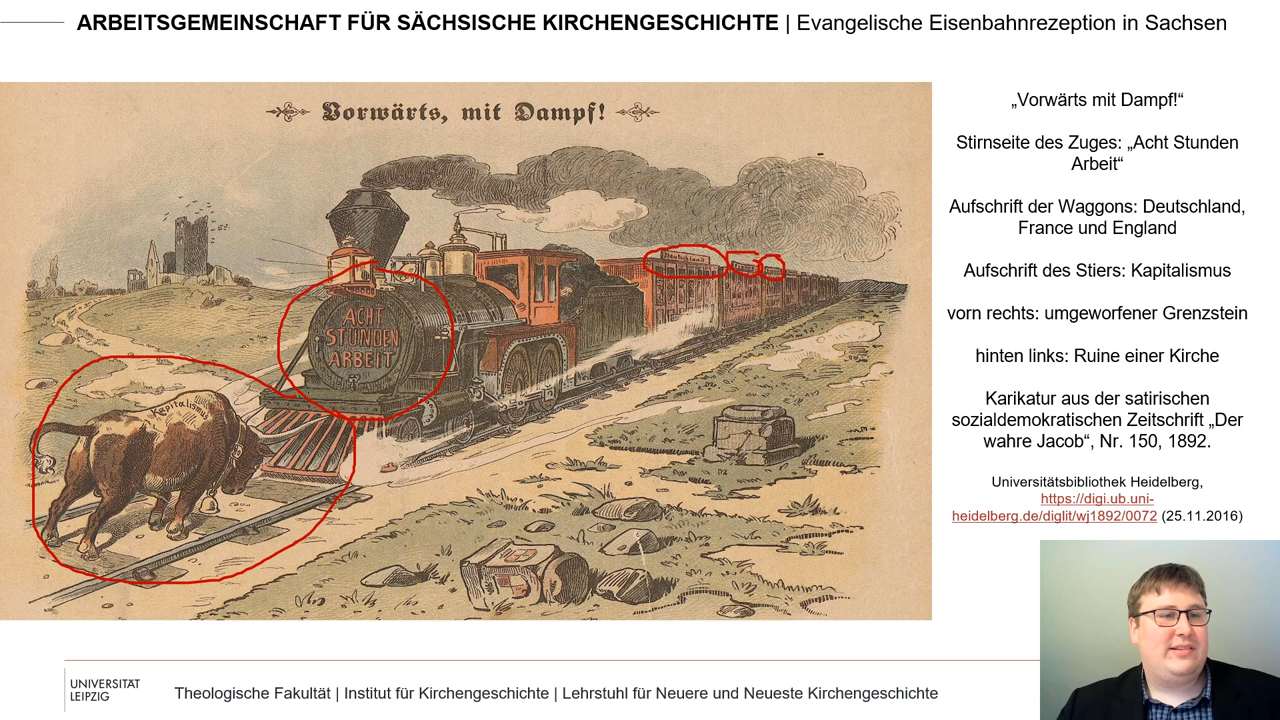 ARBEITSGEMEINSCHAFT FÜR SÄCHSISCHE KIRCHENGESCHICHTE | Evangelische Eisenbahnrezeption in Sachsen
Vorwärts, mit Dampf!
Deutschland
ACHT
STUNDEN
ARBEIT
Kapitalismus
„Vorwärts mit Dampf!“
Stirnseite des Zuges: „Acht Stunden
Arbeit“
Aufschrift der Waggons: Deutschland,
France und England
Aufschrift des Stiers: Kapitalismus
vorn rechts: umgeworfener Grenzstein
hinten links: Ruine einer Kirche
Karikatur aus der satirischen
sozialdemokratischen Zeitschrift „Der
wahre Jacob“, Nr. 150, 1892.
Universitätsbibliothek Heidelberg,
https://digi.ub.uni-
heidelberg.de/diglit/wj1892/0072 (25.11.2016)
UNIVERSITÄT
LEIPZIG
Theologische Fakultät | Institut für Kirchengeschichte | Lehrstuhl für Neuere und Neueste Kirchengeschichte